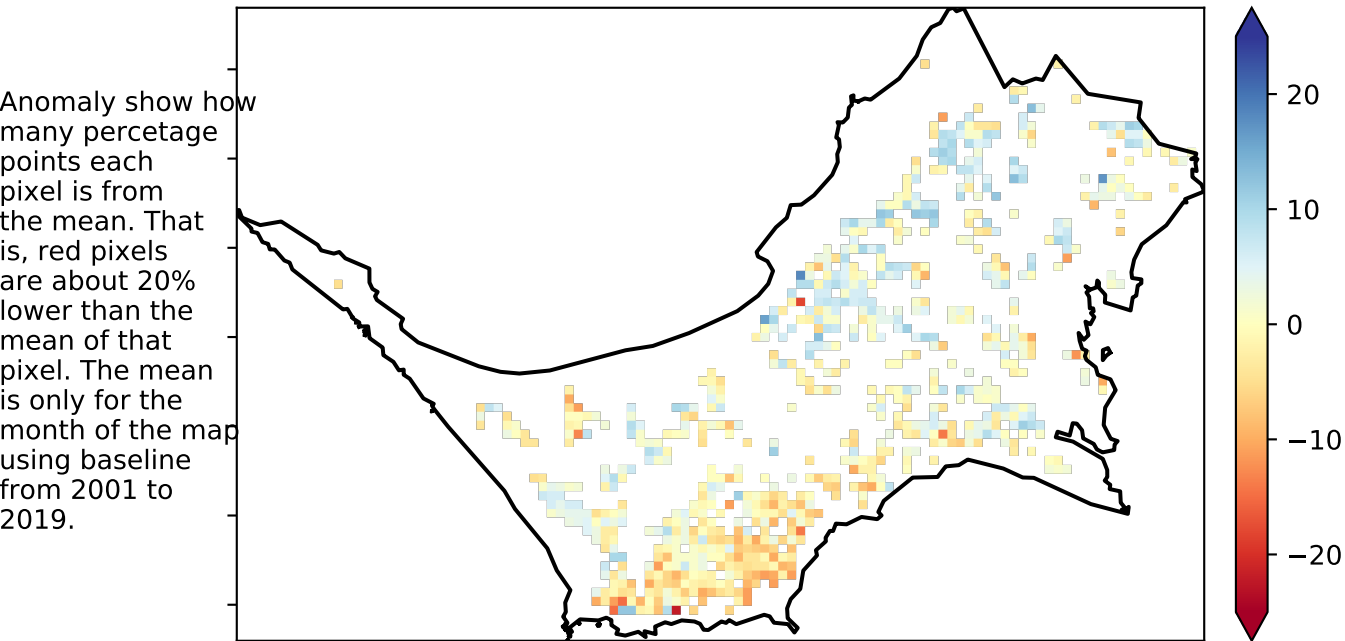 Anomaly show how
many percetage
points each
pixel is from
the mean. That
is, red pixels
are about 20%
lower than the
mean of that
pixel. The mean
is only for the
month of the map
using baseline
from 2001 to
2019.
20
10
0
−10
−20